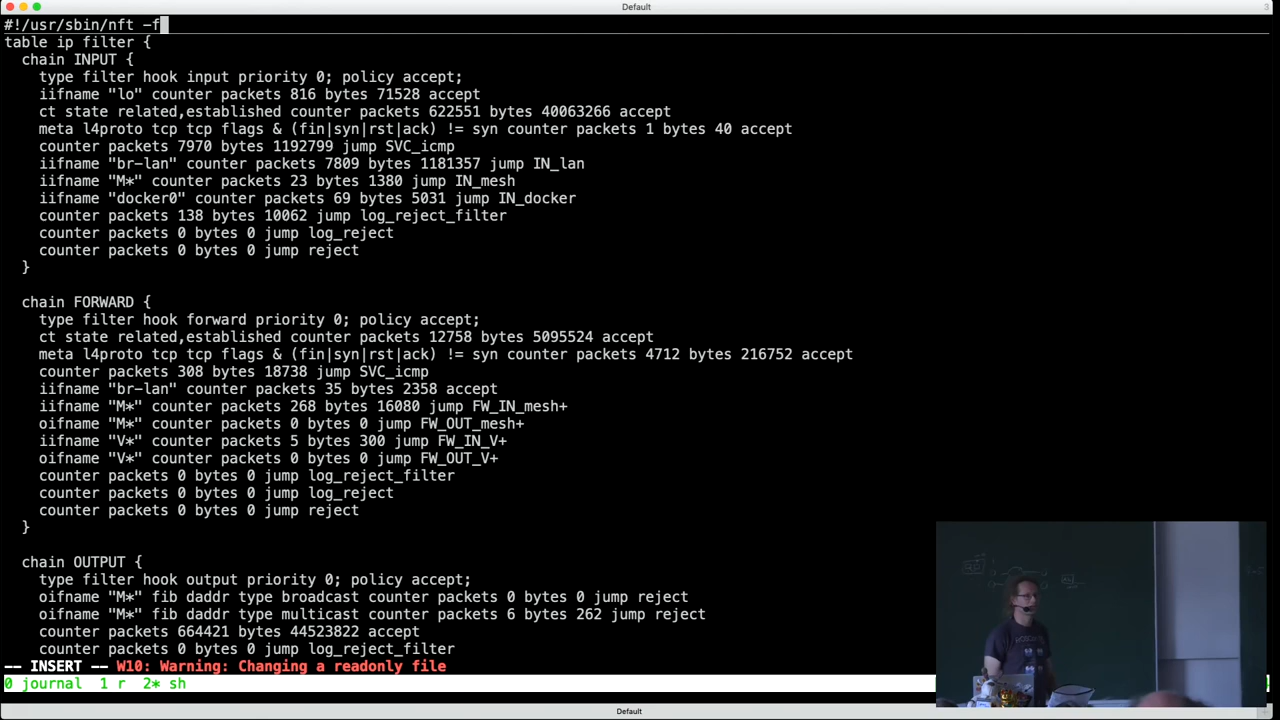 Default
3
#!/usr/sbin/nft -f
table ip filter {
  chain INPUT {
    type filter hook input priority 0; policy accept;
    iifname "lo" counter packets 816 bytes 71528 accept
    ct state related,established counter packets 622551 bytes 40063266 accept
    meta l4proto tcp tcp flags & (fin|syn|rst|ack) != syn counter packets 1 bytes 40 accept
    counter packets 7970 bytes 1192799 jump SVC_icmp
    iifname "br-lan" counter packets 7809 bytes 1181357 jump IN_lan
    iifname "M*" counter packets 23 bytes 1380 jump IN_mesh
    iifname "docker0" counter packets 69 bytes 5031 jump IN_docker
    counter packets 138 bytes 10062 jump log_reject_filter
    counter packets 0 bytes 0 jump log_reject
    counter packets 0 bytes 0 jump reject
  }
  chain FORWARD {
    type filter hook forward priority 0; policy accept;
    ct state related,established counter packets 12758 bytes 5095524 accept
    meta l4proto tcp tcp flags & (fin|syn|rst|ack) != syn counter packets 4712 bytes 216752 accept
    counter packets 308 bytes 18738 jump SVC_icmp
    iifname "br-lan" counter packets 35 bytes 2358 accept
    iifname "M*" counter packets 268 bytes 16080 jump FW_IN_mesh+
    oifname "M*" counter packets 0 bytes 0 jump FW_OUT_mesh+
    iifname "V*" counter packets 5 bytes 300 jump FW_IN_V+
    oifname "V*" counter packets 0 bytes 0 jump FW_OUT_V+
    counter packets 0 bytes 0 jump log_reject_filter
    counter packets 0 bytes 0 jump log_reject
    counter packets 0 bytes 0 jump reject
  }
  chain OUTPUT {
    type filter hook output priority 0; policy accept;
    oifname "M*" fib daddr type broadcast counter packets 0 bytes 0 jump reject
    oifname "M*" fib daddr type multicast counter packets 6 bytes 262 jump reject
    counter packets 664421 bytes 44523822 accept
    counter packets 0 bytes 0 jump log_reject_filter
-- INSERT -- W10: Warning: Changing a readonly file
0 journal  1 r  2* sh
Default